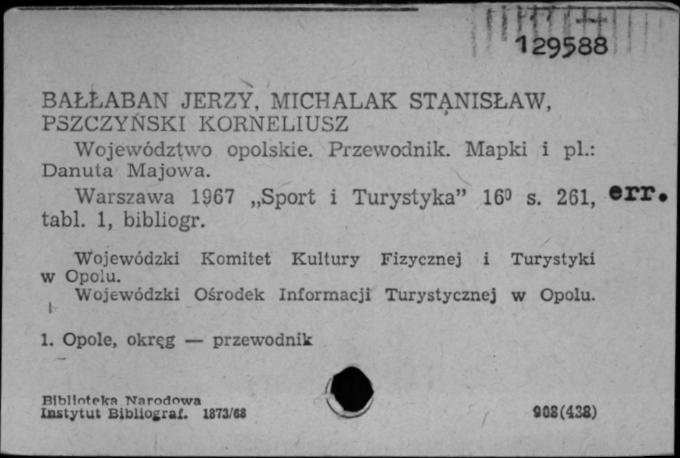 129588
BAŁŁABAN JERZY, MICHALAK STANISŁAW,
PSZCZYŃSKI KORNELIUSZ
Województwo opolskie. Przewodnik. Mapki i pl.:
Danuta Majowa.
Warszawa 1967 „Sport i Turystyka” 16⁰ s. 261, err.
tabl. 1, bibliogr.
Wojewódzki Komitet Kultury Fizycznej i Turystyki
w Opolu.
Wojewódzki Ośrodek Informacji Turystycznej w Opolu.
1. Opole, okręg — przewodnik
Biblioteka Narodowa
Instytut Bibliograf. 1873/68 908(438)